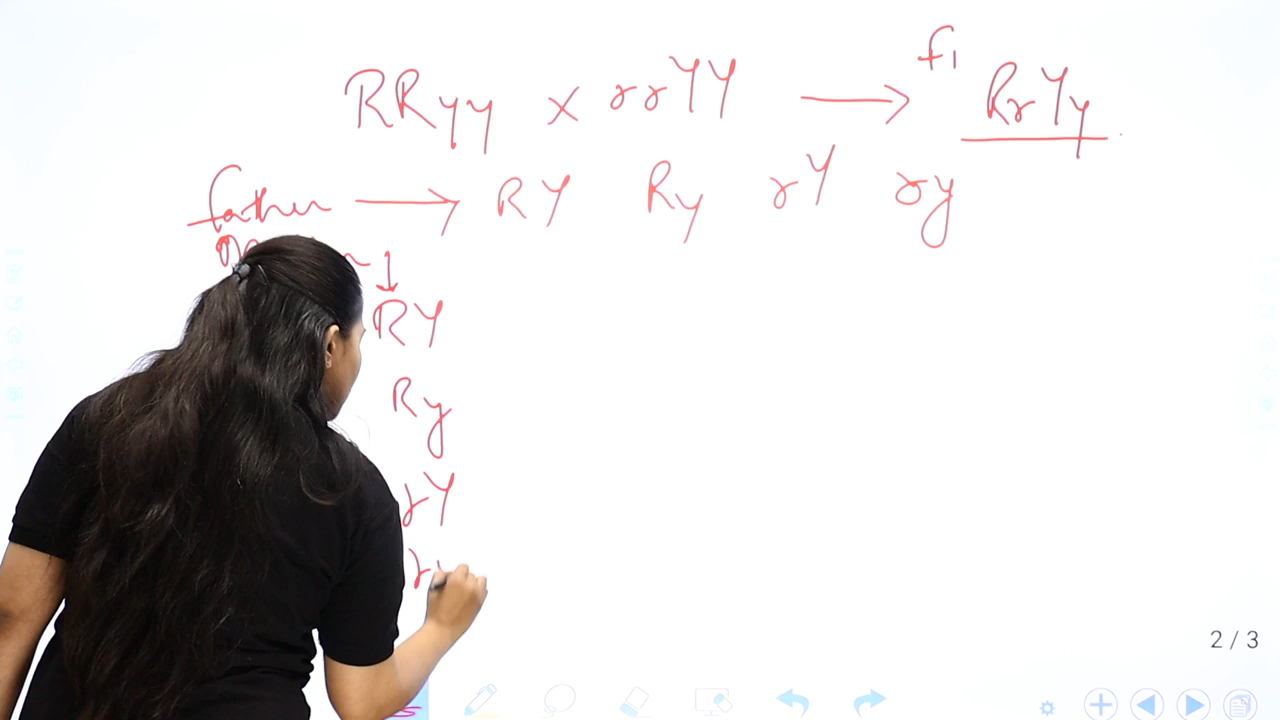 RRyy x rrYY → F1 RrYy
father → RY Ry rY ry
RY
Ry
rY
2/3